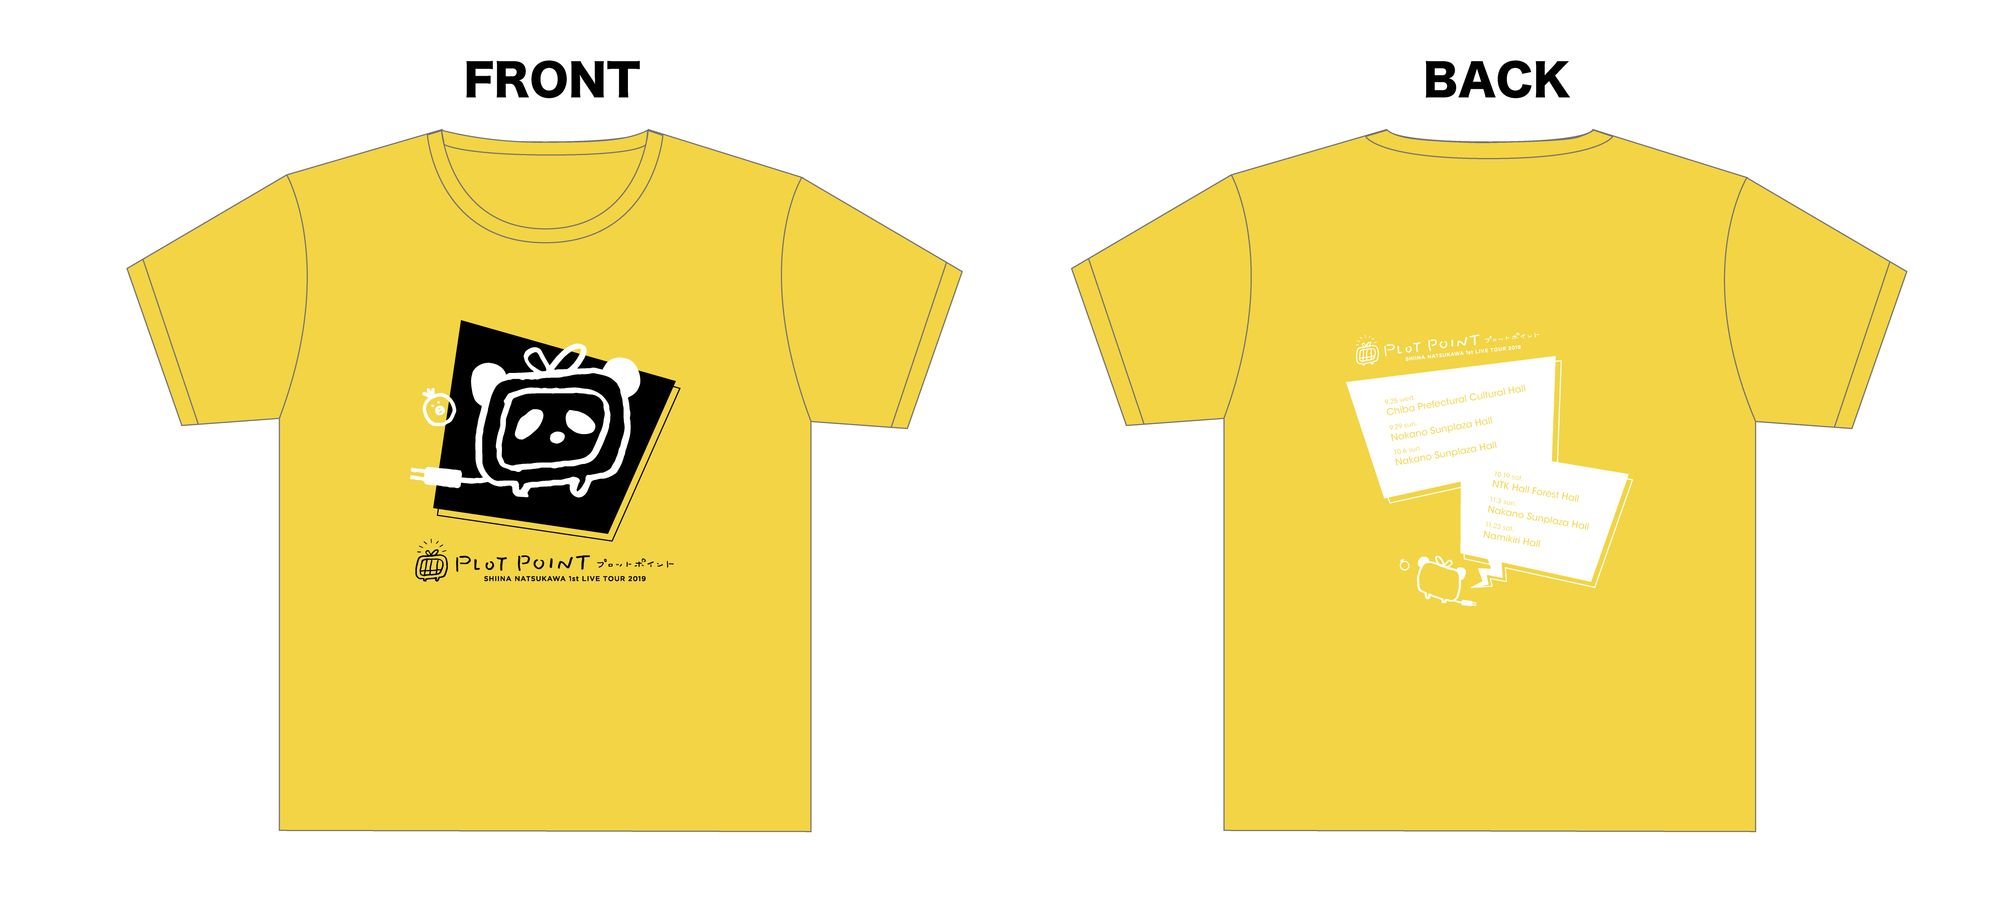 FRONT
BACK
PLOT POINT プロットポイント
SHIINA NATSUKAWA 1st LIVE TOUR 2019
PLOT POINT プロットポイント
SHIINA NATSUKAWA 1st LIVE TOUR 2019
9.25 wed.
Chiba Prefectural Cultural Hall
9.29 sun.
Nakano Sunplaza Hall
10.6 sun.
Nakano Sunplaza Hall
10.19 sat.
NTK Hall Forest Hall
11.3 sun.
Nakano Sunplaza Hall
11.23 sat.
Namikiri Hall